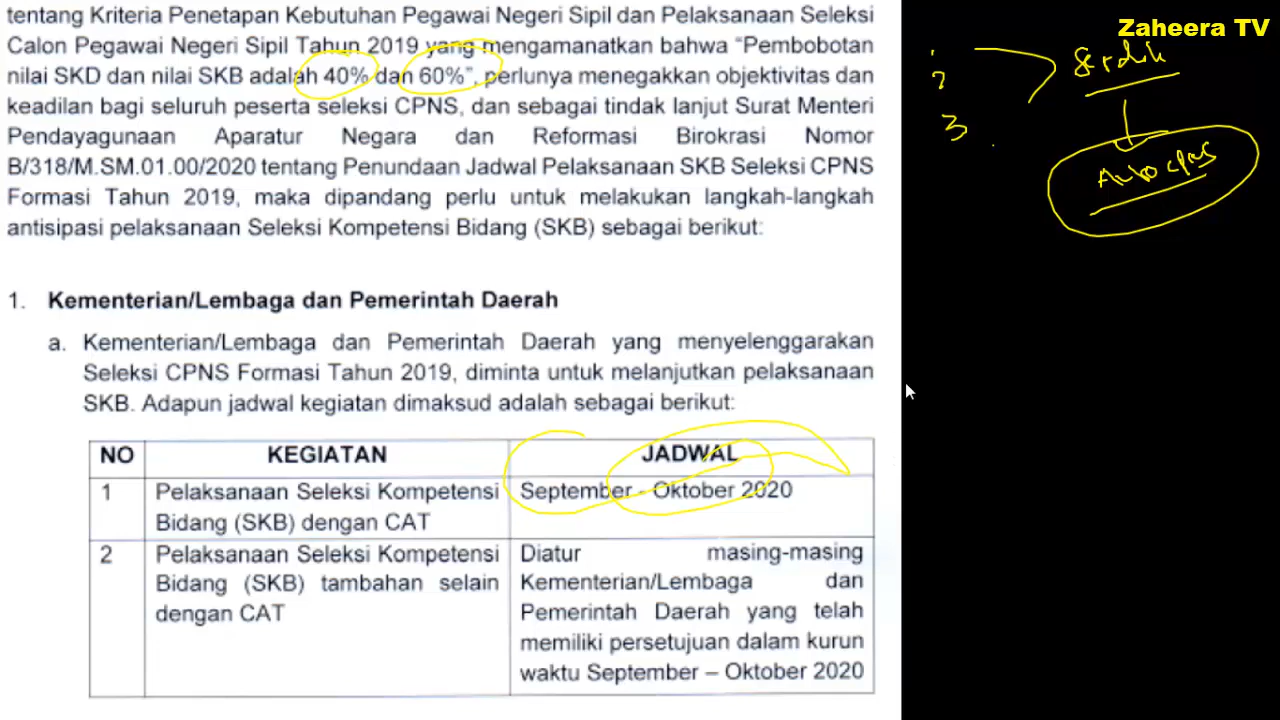 tentang Kriteria Penetapan Kebutuhan Pegawai Negeri Sipil dan Pelaksanaan Seleksi
Calon Pegawai Negeri Sipil Tahun 2019 yang mengamanatkan bahwa “Pembobotan
nilai SKD dan nilai SKB adalah 40% dan 60%”, perlunya menegakkan objektivitas dan
keadilan bagi seluruh peserta seleksi CPNS, dan sebagai tindak lanjut Surat Menteri
Pendayagunaan Aparatur Negara dan Reformasi Birokrasi Nomor
B/318/M.SM.01.00/2020 tentang Penundaan Jadwal Pelaksanaan SKB Seleksi CPNS
Formasi Tahun 2019, maka dipandang perlu untuk melakukan langkah-langkah
antisipasi pelaksanaan Seleksi Kompetensi Bidang (SKB) sebagai berikut:
1. Kementerian/Lembaga dan Pemerintah Daerah
a. Kementerian/Lembaga dan Pemerintah Daerah yang menyelenggarakan
Seleksi CPNS Formasi Tahun 2019, diminta untuk melanjutkan pelaksanaan
SKB. Adapun jadwal kegiatan dimaksud adalah sebagai berikut:
NO KEGIATAN JADWAL
1 Pelaksanaan Seleksi Kompetensi September - Oktober 2020
Bidang (SKB) dengan CAT
2 Pelaksanaan Seleksi Kompetensi Diatur masing-masing
Bidang (SKB) tambahan selain Kementerian/Lembaga dan
dengan CAT Pemerintah Daerah yang telah
memiliki persetujuan dalam kurun
waktu September – Oktober 2020
Zaheera TV
3